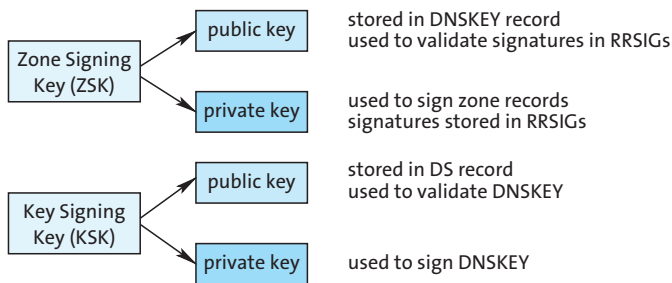 Zone Signing
Key (ZSK)
public key
stored in DNSKEY record
used to validate signatures in RRSIGs
private key
used to sign zone records
signatures stored in RRSIGs
Key Signing
Key (KSK)
public key
stored in DS record
used to validate DNSKEY
private key
used to sign DNSKEY